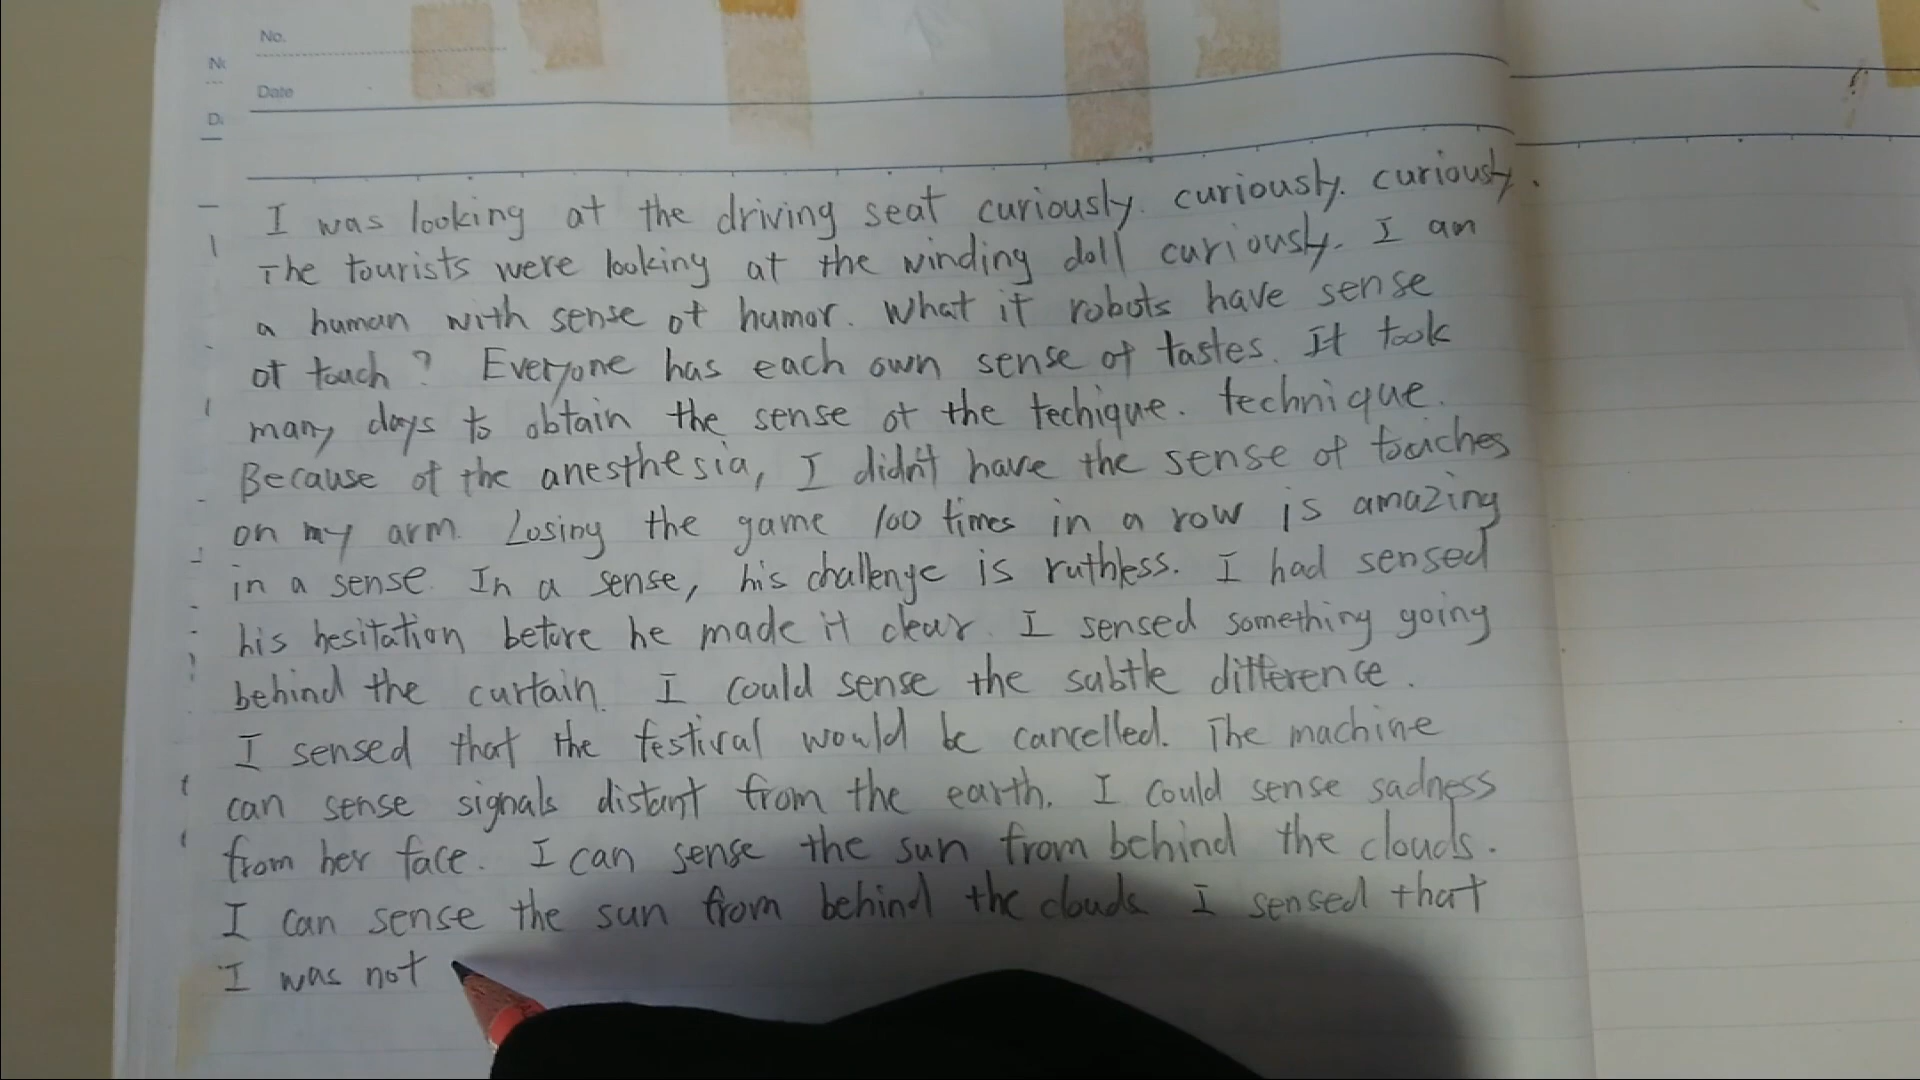 No.
Date
No
D.
I was looking at the driving seat curiously. curiously. curiously.
The tourists were looking at the winding doll curiously. I am
a human with sense of humor. What if robots have sense
of touch? Everyone has each own sense of tastes. It took
many days to obtain the sense of the techique. technique.
Because of the anesthesia, I didn't have the sense of touches
on my arm. Losing the game 100 times in a row is amazing
in a sense. In a sense, his challenge is ruthless. I had sensed
his hesitation before he made it clear. I sensed something going
behind the curtain. I could sense the subtle difference.
I sensed that the festival would be cancelled. The machine
can sense signals distant from the earth. I could sense sadness
from her face. I can sense the sun from behind the clouds.
I can sense the sun from behind the clouds I sensed that
I was not